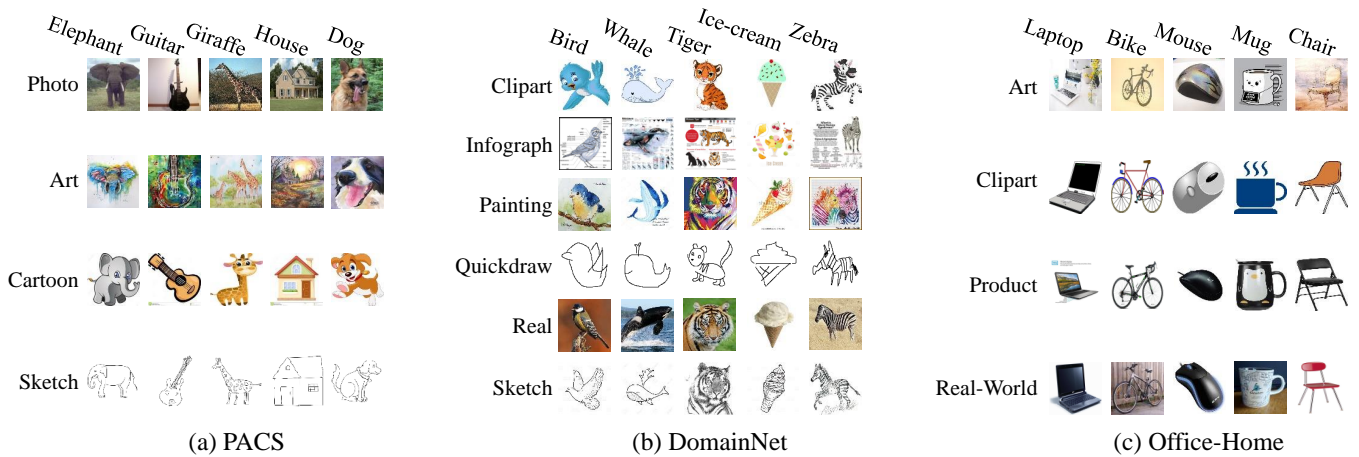 Elephant Guitar Giraffe House Dog
Photo
Art
Cartoon
Sketch
(a) PACS
Bird Whale Tiger Ice-cream Zebra
Clipart
Infograph
Painting
Quickdraw
Real
Sketch
(b) DomainNet
Laptop Bike Mouse Mug Chair
Art
Clipart
Product
Real-World
(c) Office-Home